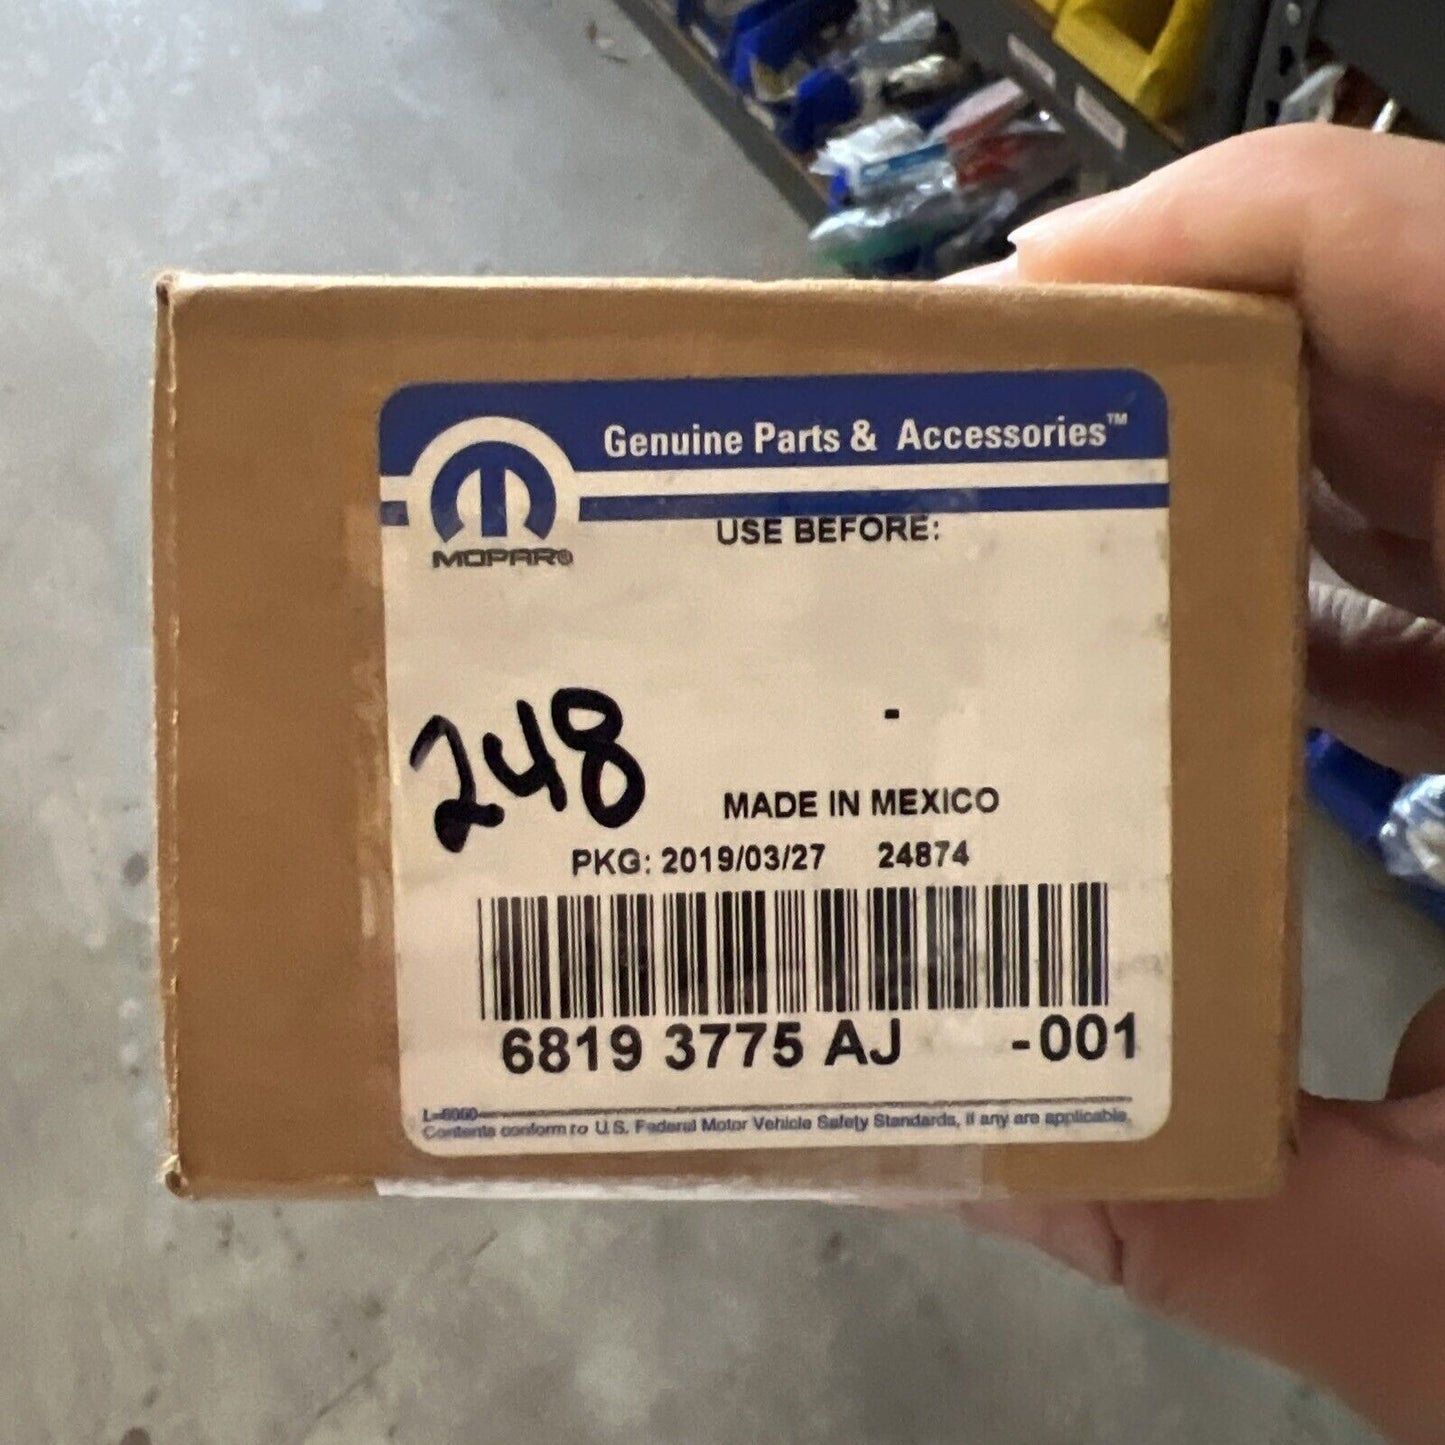 Genuine Parts & Accessories™
MOPAR®
USE BEFORE:
-
248
MADE IN MEXICO
PKG: 2019/03/27 24874
6819 3775 AJ -001
L-8060
Contents conform to U.S. Federal Motor Vehicle Safety Standards, if any are applicable.